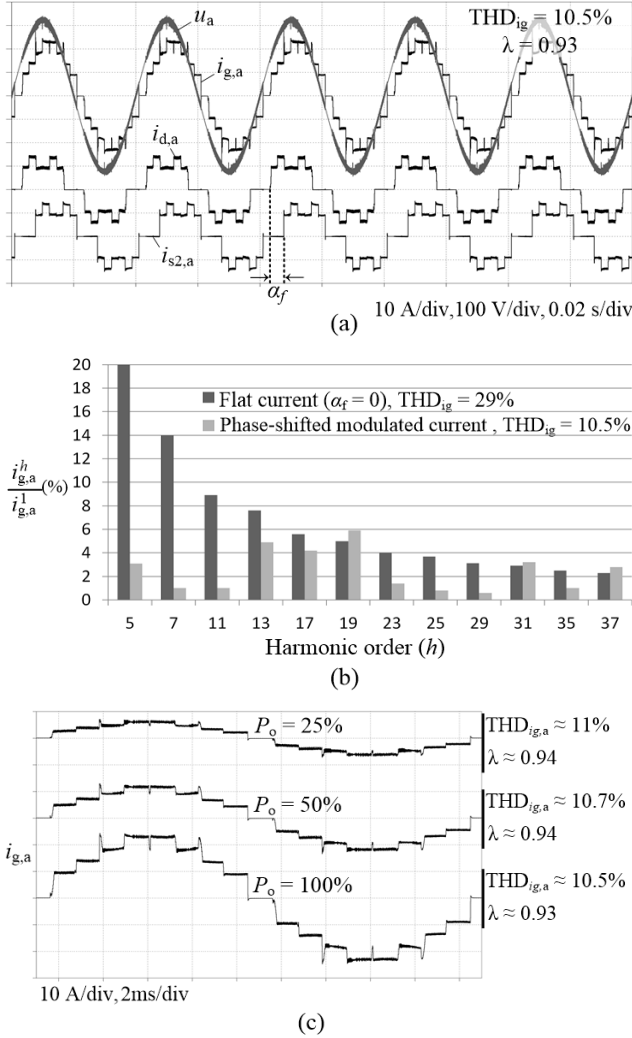 THD_ig = 10.5%
λ = 0.93
u_a
i_g,a
i_d,a
i_s2,a
α_f
10 A/div,100 V/div, 0.02 s/div
(a)
20
18
16
14
12
10
8
6
4
2
0
i^h_g,a / i^1_g,a (%)
Flat current (α_f = 0), THD_ig = 29%
Phase-shifted modulated current , THD_ig = 10.5%
5 7 11 13 17 19 23 25 29 31 35 37
Harmonic order (h)
(b)
P_o = 25%
THD_ig,a ≈ 11%
λ ≈ 0.94
P_o = 50%
THD_ig,a ≈ 10.7%
λ ≈ 0.94
i_g,a
P_o = 100%
THD_ig,a ≈ 10.5%
λ ≈ 0.93
10 A/div, 2ms/div
(c)